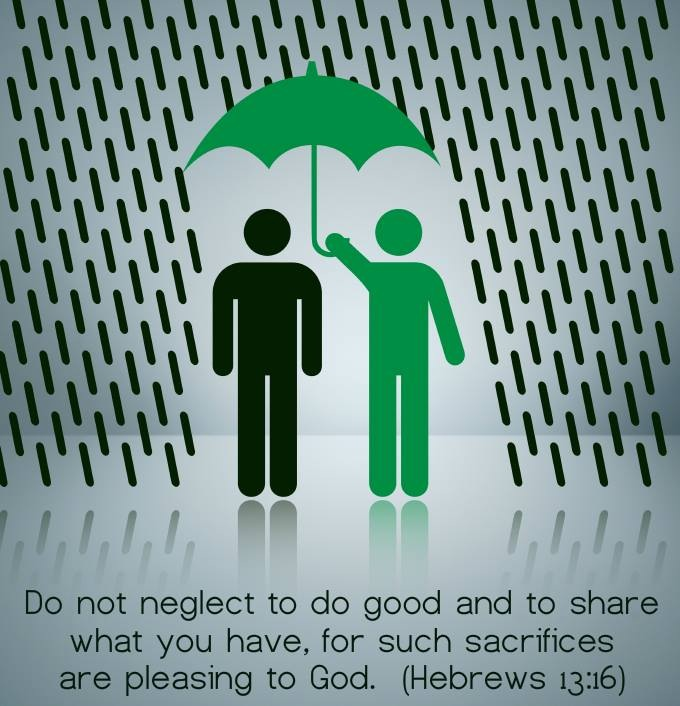 Do not neglect to do good and to share
what you have, for such sacrifices
are pleasing to God.  (Hebrews 13:16)